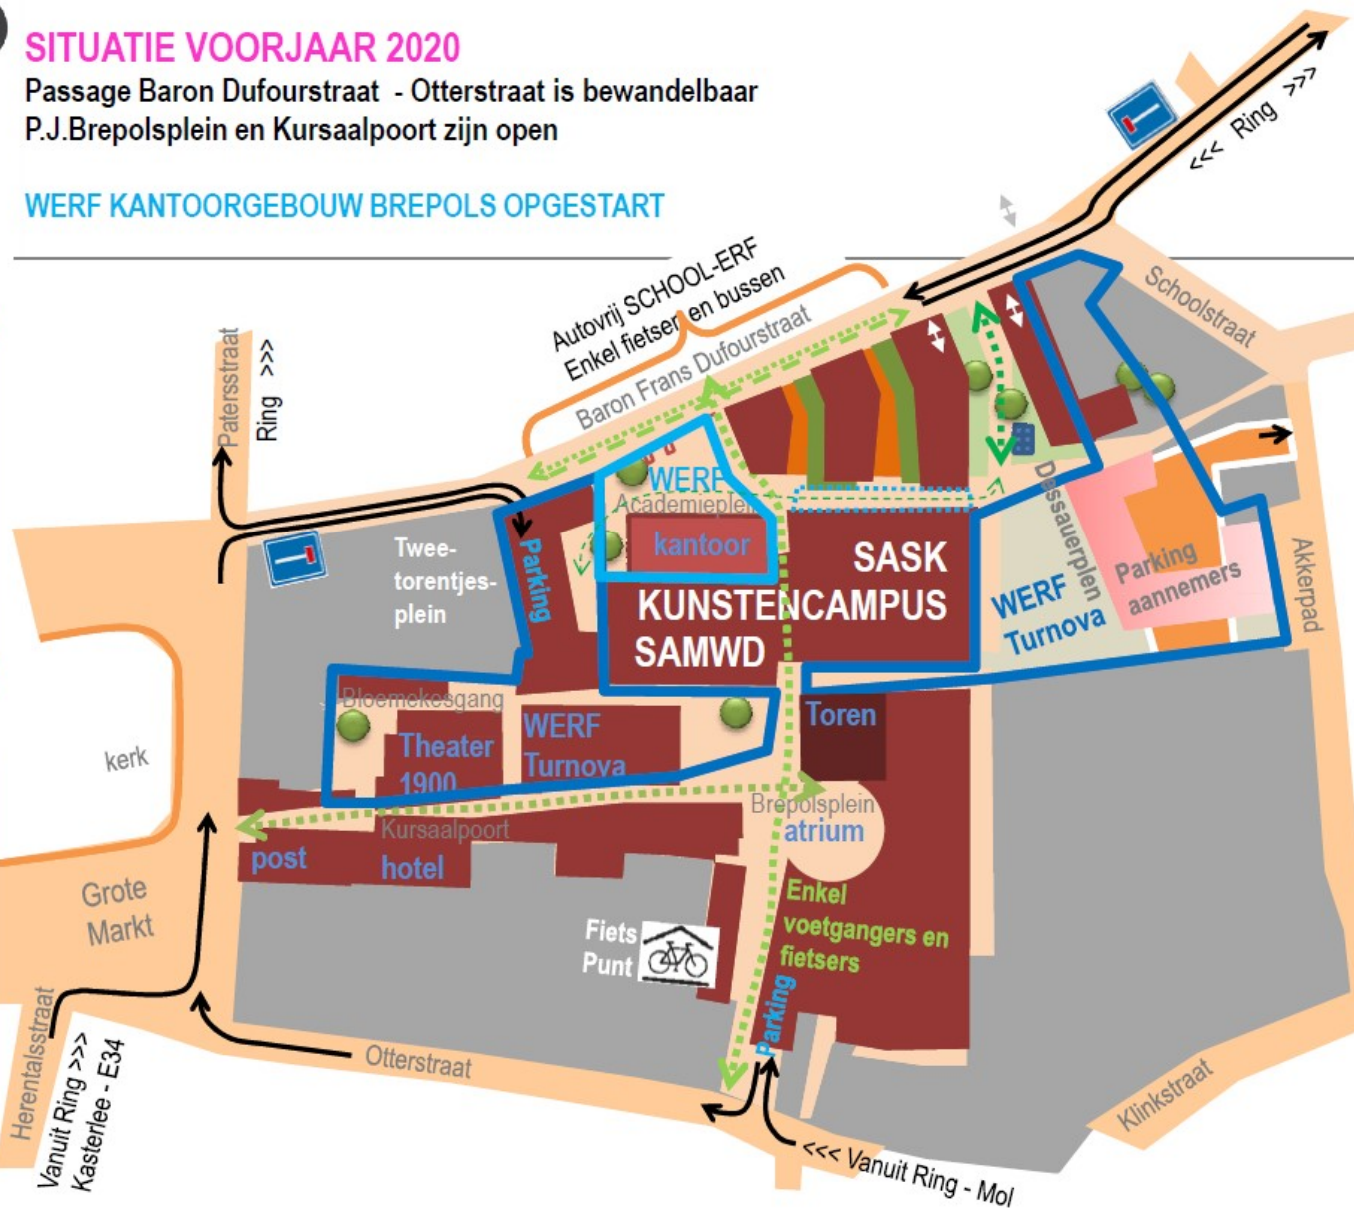 SITUATIE VOORJAAR 2020
Passage Baron Dufourstraat - Otterstraat is bewandelbaar
P.J.Brepolsplein en Kursaalpoort zijn open
WERF KANTOORGEBOUW BREPOLS OPGESTART
<<< Ring >>>
Autovrij SCHOOL-ERF
Enkel fietsen en bussen
Baron Frans Dufourstraat
Schoolstraat
Patersstraat
Ring >>>
WERF
Academieplein
kantoor
Twee-
torentjes-
plein
Parking
SASK
KUNSTENCAMPUS
SAMWD
Dessauerplen
WERF
Turnova
Parking
aannemers
Akkerpad
Bloemekesgang
Theater
1900
WERF
Turnova
Toren
kerk
Brepolsplein
atrium
Kursaalpoort
post
hotel
Grote
Markt
Enkel
voetgangers en
fietsers
Fiets
Punt
Parking
Herentalsstraat
Vanuit Ring >>>
Kasterlee - E34
Otterstraat
Klinkstraat
<<< Vanuit Ring - Mol